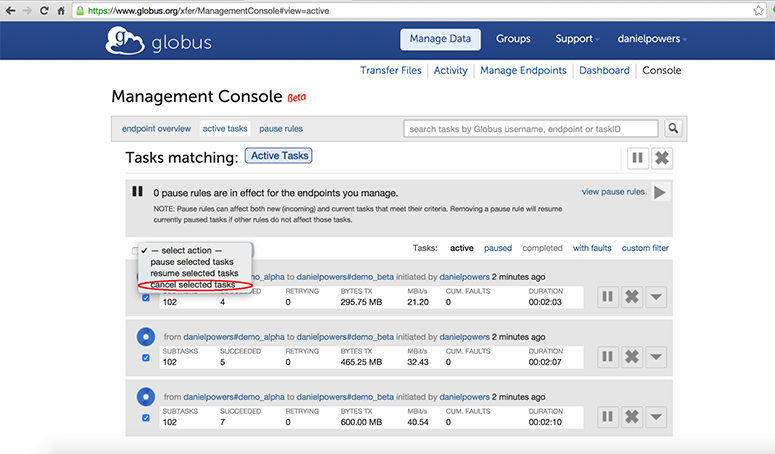 https://www.globus.org/xfer/ManagementConsole#view=active
globus
Manage Data Groups Support danielpowers
Transfer Files Activity Manage Endpoints Dashboard Console
Management Console Beta
endpoint overview active tasks pause rules search tasks by Globus username, endpoint or taskID
Tasks matching: Active Tasks
0 pause rules are in effect for the endpoints you manage. view pause rules
NOTE: Pause rules can affect both new (incoming) and current tasks that meet their criteria. Removing a pause rule will resume
currently paused tasks if other rules do not affect those tasks.
— select action —
pause selected tasks
resume selected tasks
cancel selected tasks
Tasks: active paused completed with faults custom filter
_alpha to danielpowers#demo_beta initiated by danielpowers 2 minutes ago
RETRYING BYTES TX MBit/s CUM. FAULTS DURATION
102 4 0 295.75 MB 21.20 0 00:02:03
from danielpowers#demo_alpha to danielpowers#demo_beta initiated by danielpowers 2 minutes ago
SUBTASKS SUCCEEDED RETRYING BYTES TX MBit/s CUM. FAULTS DURATION
102 5 0 465.25 MB 32.43 0 00:02:07
from danielpowers#demo_alpha to danielpowers#demo_beta initiated by danielpowers 2 minutes ago
SUBTASKS SUCCEEDED RETRYING BYTES TX MBit/s CUM. FAULTS DURATION
102 7 0 600.00 MB 40.54 0 00:02:10